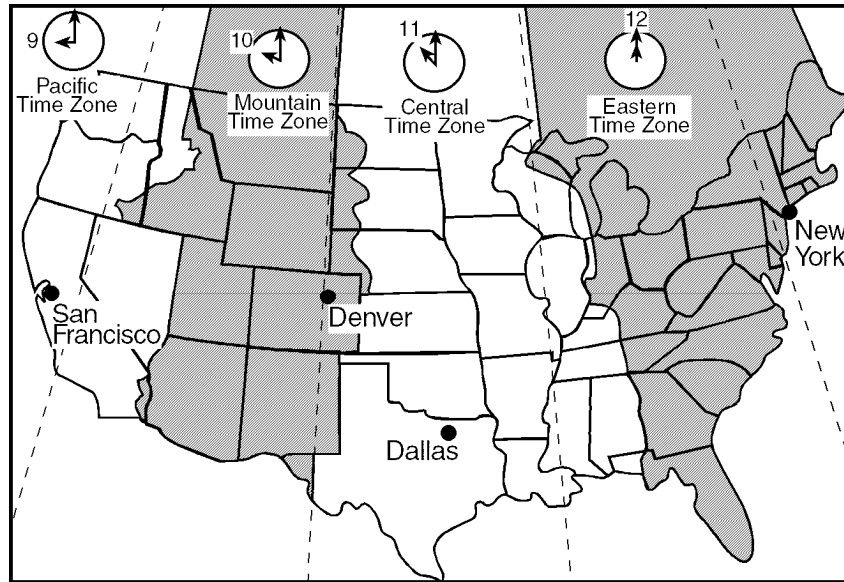 9
Pacific
Time Zone
10
Mountain
Time Zone
11
Central
Time Zone
12
Eastern
Time Zone
New
York
San
Francisco
Denver
Dallas